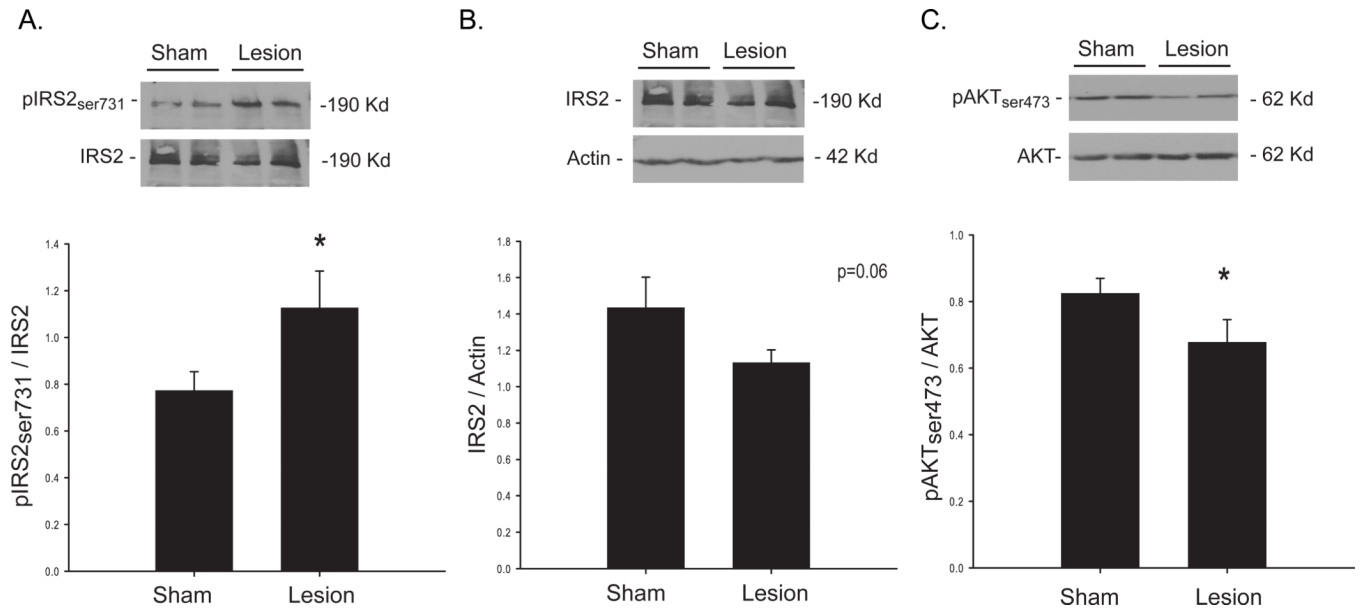 A.
Sham Lesion
pIRS2ser731 - -190 Kd
IRS2 - -190 Kd
pIRS2ser731 / IRS2
1.4
1.2
1.0
0.8
0.6
0.4
0.2
0.0
*
Sham Lesion
B.
Sham Lesion
IRS2 - -190 Kd
Actin - - 42 Kd
IRS2 / Actin
1.8
1.6
1.4
1.2
1.0
0.8
0.6
0.4
0.2
0.0
p=0.06
Sham Lesion
C.
Sham Lesion
pAKTser473 - - 62 Kd
AKT- - 62 Kd
pAKTser473 / AKT
1.0
0.8
0.6
0.4
0.2
0.0
*
Sham Lesion